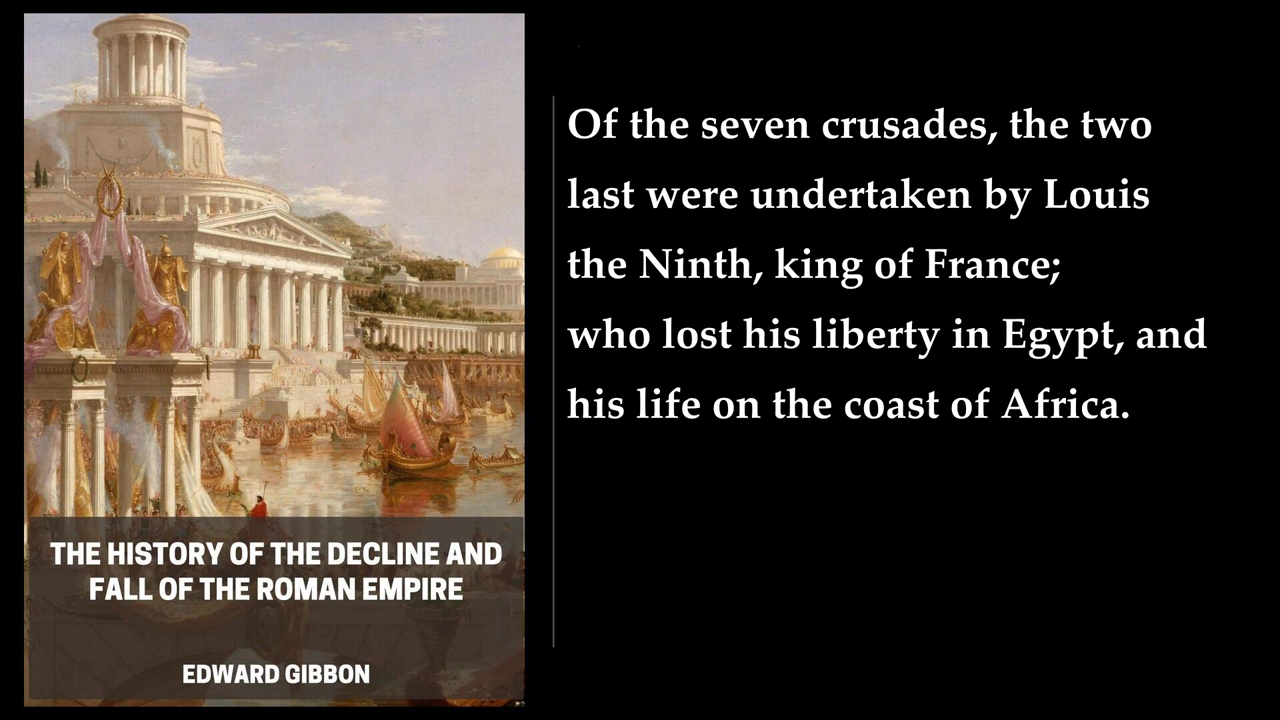 THE HISTORY OF THE DECLINE AND
FALL OF THE ROMAN EMPIRE
EDWARD GIBBON
Of the seven crusades, the two
last were undertaken by Louis
the Ninth, king of France;
who lost his liberty in Egypt, and
his life on the coast of Africa.